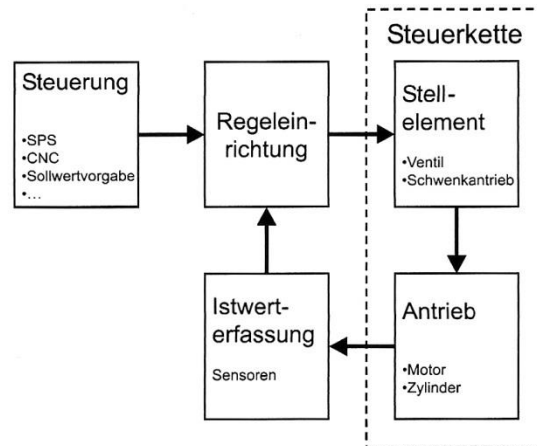 Steuerkette
Steuerung
•SPS
•CNC
•Sollwertvorgabe
•...
Regelein-
richtung
Stell-
element
•Ventil
•Schwenkantrieb
Istwert-
erfassung
Sensoren
Antrieb
•Motor
•Zylinder